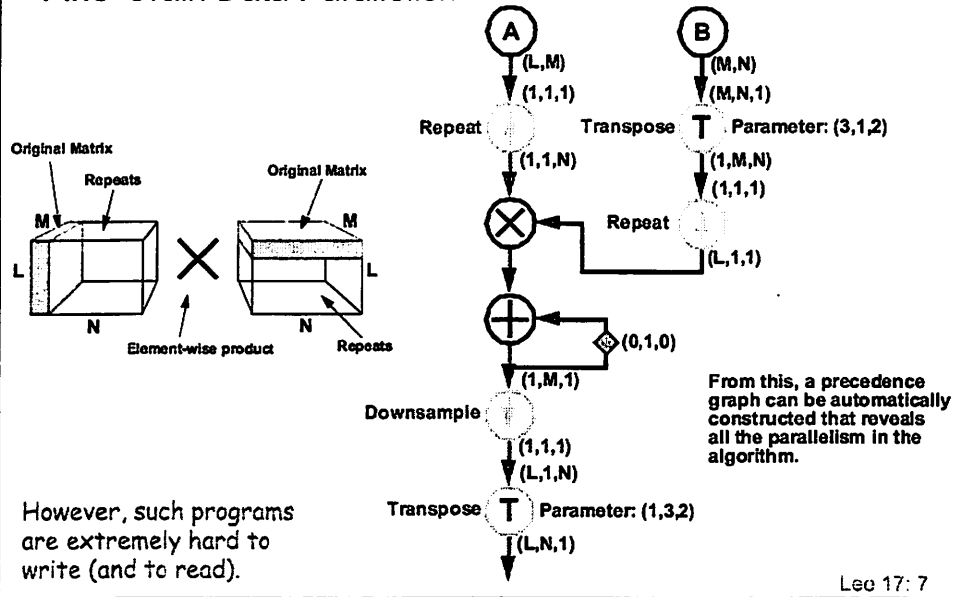 A
B
(L,M)
(M,N)
(1,1,1)
(M,N,1)
Repeat
Transpose
T
Parameter: (3,1,2)
(1,1,N)
(1,M,N)
(1,1,1)
Repeat
(L,1,1)
Original Matrix
Repeats
Original Matrix
M
M
L
L
N
N
Element-wise product
Repeats
(0,1,0)
(1,M,1)
Downsample
(1,1,1)
(L,1,N)
Transpose
T
Parameter: (1,3,2)
(L,N,1)
From this, a precedence
graph can be automatically
constructed that reveals
all the parallelism in the
algorithm.
However, such programs
are extremely hard to
write (and to read).
Lec 17: 7